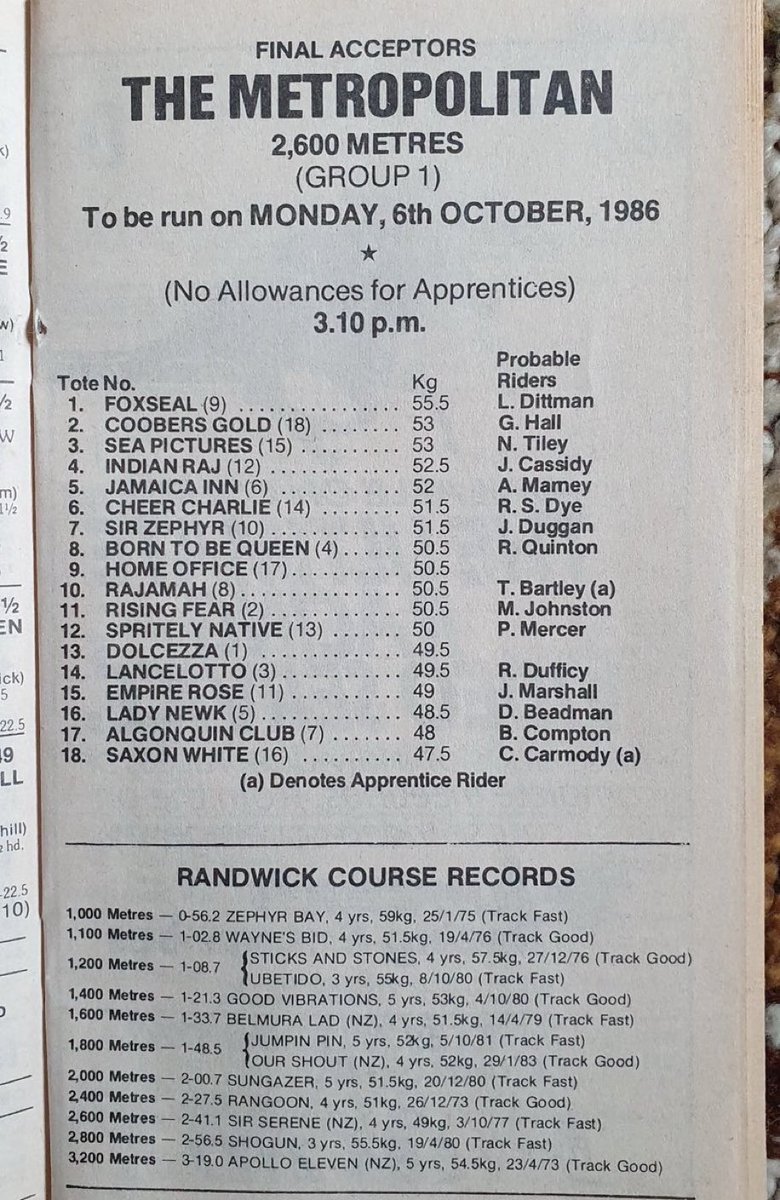 FINAL ACCEPTORS
THE METROPOLITAN
2,600 METRES
(GROUP 1)
To be run on MONDAY, 6th OCTOBER, 1986
★
(No Allowances for Apprentices)
3.10 p.m.
Probable
Tote No. Kg Riders
1. FOXSEAL (9) ................ 55.5 L. Dittman
2. COOBERS GOLD (18) ........ 53 G. Hall
3. SEA PICTURES (15) .......... 53 N. Tiley
4. INDIAN RAJ (12) ............. 52.5 J. Cassidy
5. JAMAICA INN (6) ............ 52 A. Marney
6. CHEER CHARLIE (14) ......... 51.5 R. S. Dye
7. SIR ZEPHYR (10) ............. 51.5 J. Duggan
8. BORN TO BE QUEEN (4) ...... 50.5 R. Quinton
9. HOME OFFICE (17) ........... 50.5
10. RAJAMAH (8) ................ 50.5 T. Bartley (a)
11. RISING FEAR (2) ............. 50.5 M. Johnston
12. SPRITELY NATIVE (13) ....... 50 P. Mercer
13. DOLCEZZA (1) ............... 49.5
14. LANCELOTTO (3) ............ 49.5 R. Dufficy
15. EMPIRE ROSE (11) ........... 49 J. Marshall
16. LADY NEWK (5) .............. 48.5 D. Beadman
17. ALGONQUIN CLUB (7) ........ 48 B. Compton
18. SAXON WHITE (16) .......... 47.5 C. Carmody (a)
(a) Denotes Apprentice Rider
RANDWICK COURSE RECORDS
1,000 Metres — 0-56.2 ZEPHYR BAY, 4 yrs, 59kg, 25/1/75 (Track Fast)
1,100 Metres — 1-02.8 WAYNE'S BID, 4 yrs, 51.5kg, 19/4/76 (Track Good)
1,200 Metres — 1-08.7 {STICKS AND STONES, 4 yrs, 57.5kg, 27/12/76 (Track Good)
UBETIDO, 3 yrs, 55kg, 8/10/80 (Track Fast)
1,400 Metres — 1-21.3 GOOD VIBRATIONS, 5 yrs, 53kg, 4/10/80 (Track Good)
1,600 Metres — 1-33.7 BELMURA LAD (NZ), 4 yrs, 51.5kg, 14/4/79 (Track Fast)
1,800 Metres — 1-48.5 {JUMPIN PIN, 5 yrs, 52kg, 5/10/81 (Track Fast)
OUR SHOUT (NZ), 4 yrs, 52kg, 29/1/83 (Track Good)
2,000 Metres — 2-00.7 SUNGAZER, 5 yrs, 51.5kg, 20/12/80 (Track Fast)
2,400 Metres — 2-27.5 RANGOON, 4 yrs, 51kg, 26/12/73 (Track Good)
2,600 Metres — 2-41.1 SIR SERENE (NZ), 4 yrs, 49kg, 3/10/77 (Track Fast)
2,800 Metres — 2-56.5 SHOGUN, 3 yrs, 55.5kg, 19/4/80 (Track Fast)
3,200 Metres — 3-19.0 APOLLO ELEVEN (NZ), 5 yrs, 54.5kg, 23/4/73 (Track Good)